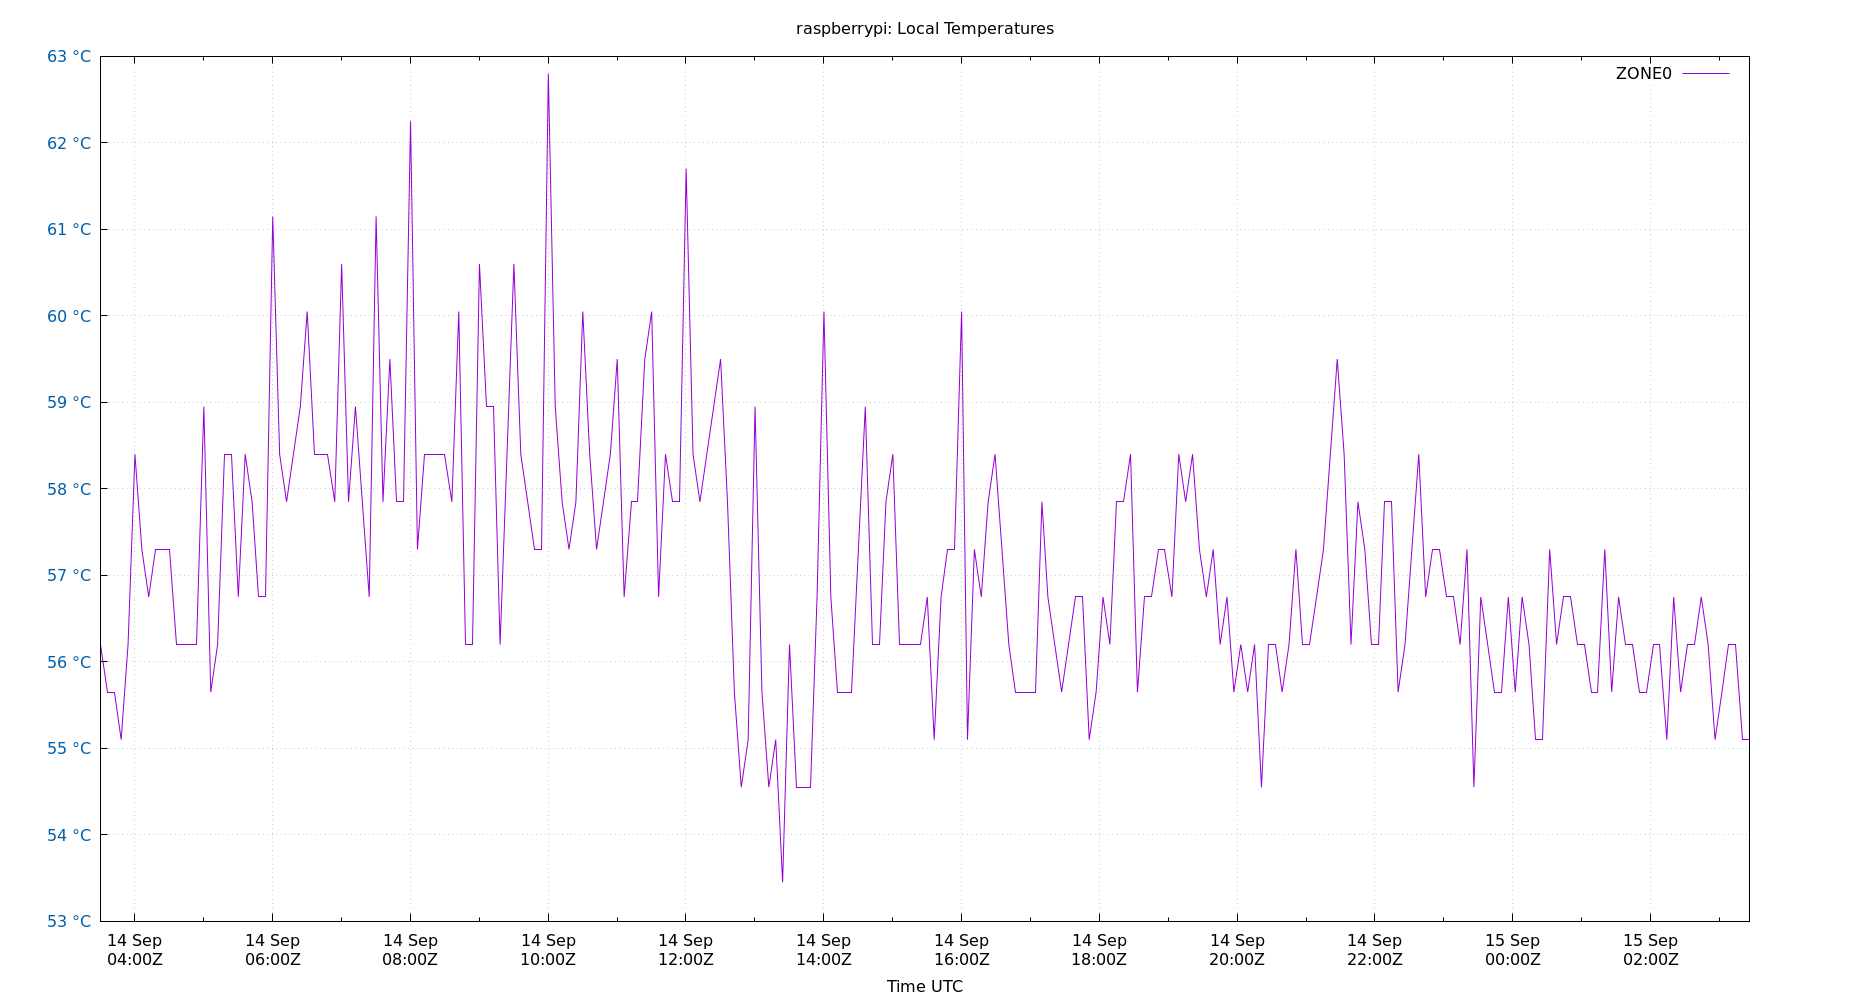 raspberrypi: Local Temperatures
63 °C
ZONE0
62 °C
61 °C
60 °C
59 °C
58 °C
57 °C
56 °C
55 °C
54 °C
53 °C
14 Sep 14 Sep 14 Sep 14 Sep 14 Sep 14 Sep 14 Sep 14 Sep 14 Sep 14 Sep 15 Sep 15 Sep
04:00Z 06:00Z 08:00Z 10:00Z 12:00Z 14:00Z 16:00Z 18:00Z 20:00Z 22:00Z 00:00Z 02:00Z
Time UTC